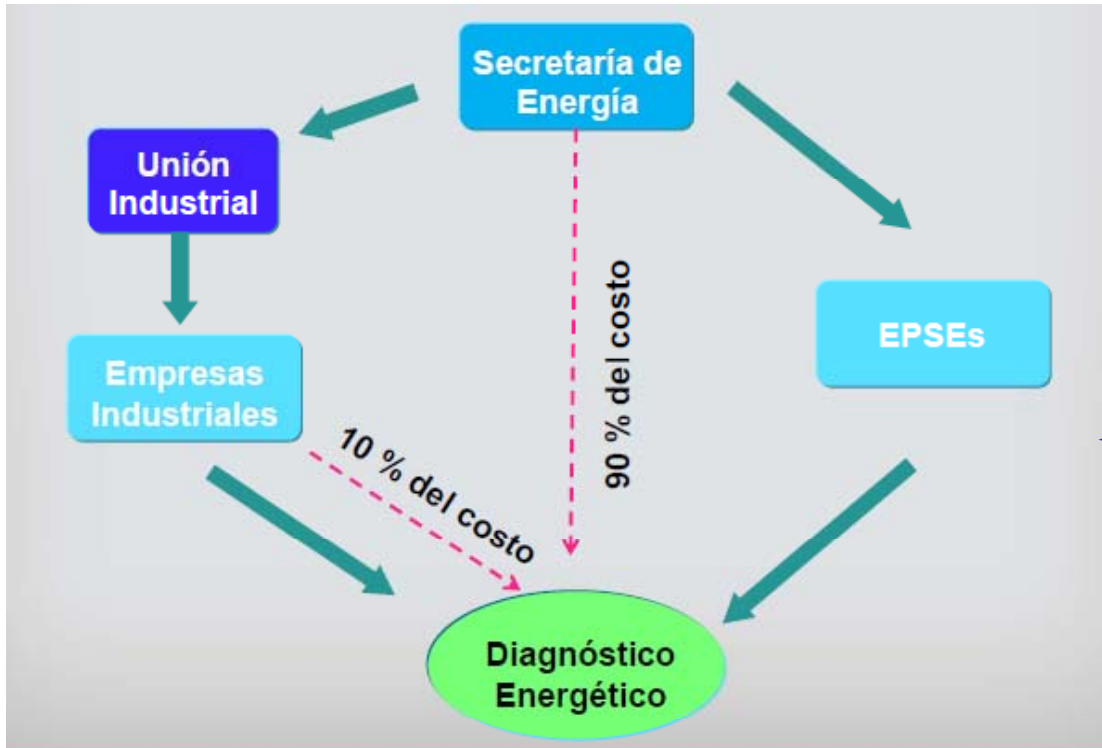 Secretaría de
Energía
Unión
Industrial
EPSEs
Empresas
Industriales
10 % del costo
90 % del costo
Diagnóstico
Energético